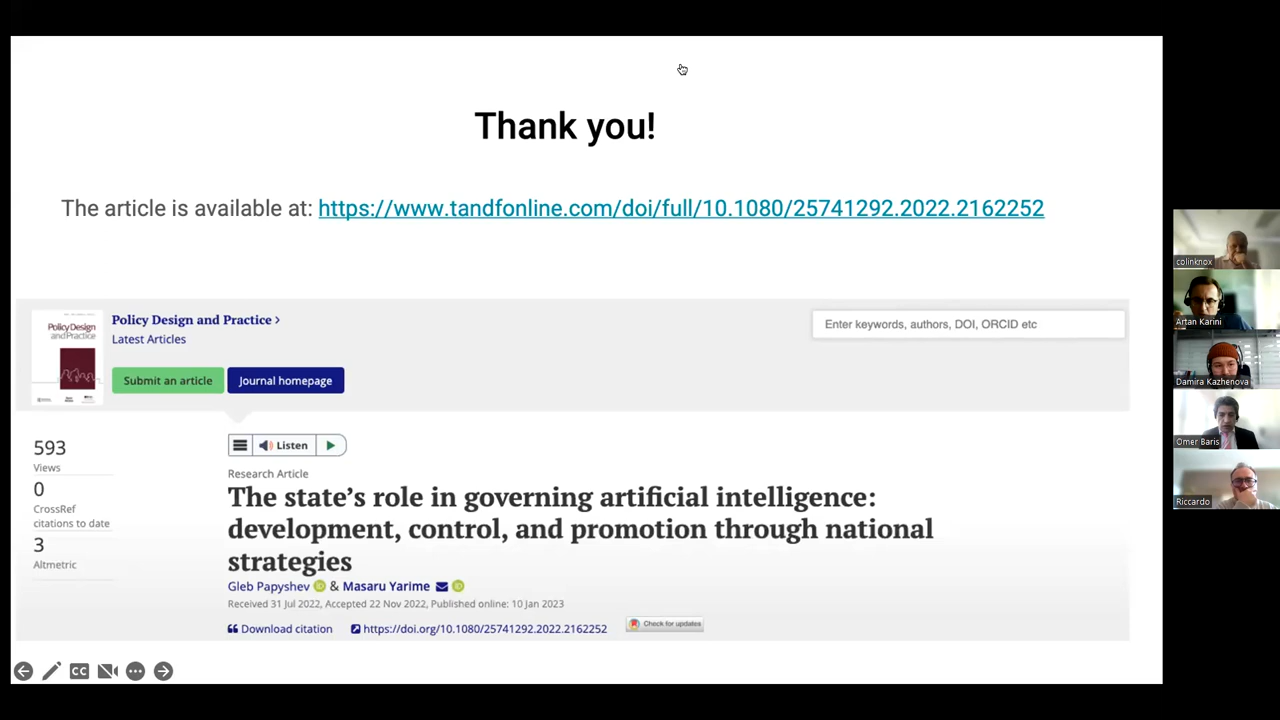 Thank you!
The article is available at: https://www.tandfonline.com/doi/full/10.1080/25741292.2022.2162252
Policy Design
and Practice
Policy Design and Practice >
Latest Articles
Enter keywords, authors, DOI, ORCID etc
Submit an article
Journal homepage
593
Views
0
CrossRef
citations to date
3
Altmetric
Listen
Research Article
The state’s role in governing artificial intelligence:
development, control, and promotion through national
strategies
Gleb Papyshev & Masaru Yarime
Received 31 Jul 2022, Accepted 22 Nov 2022, Published online: 10 Jan 2023
Download citation
https://doi.org/10.1080/25741292.2022.2162252
Check for updates
CC
colinknox
Artan Karini
Damira Kazhenova
Omer Baris
Riccardo